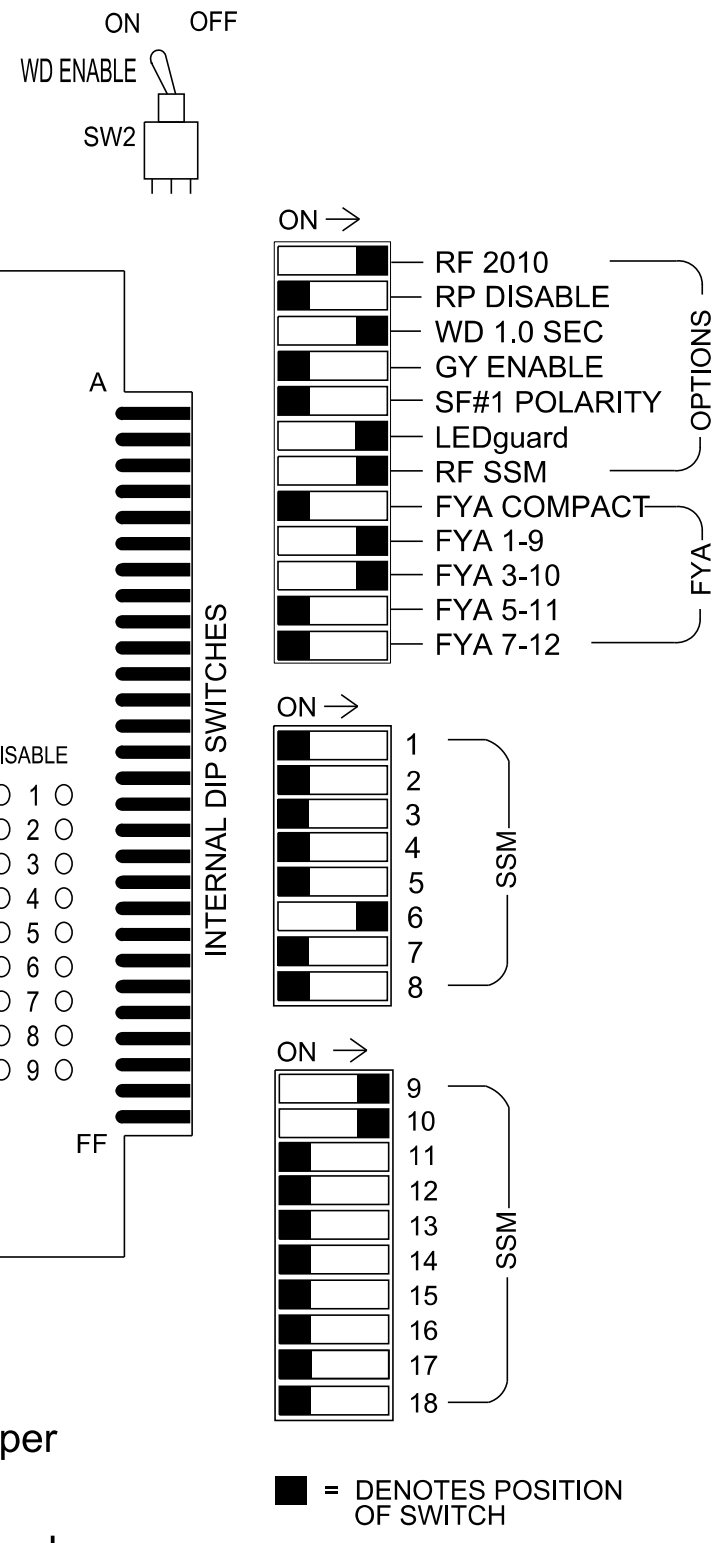 ON OFF
WD ENABLE
SW2
ON →
RF 2010
RP DISABLE
WD 1.0 SEC
GY ENABLE
SF#1 POLARITY
LEDguard
RF SSM
OPTIONS
FYA COMPACT
FYA 1-9
FYA 3-10
FYA 5-11
FYA 7-12
FYA
A
FF
INTERNAL DIP SWITCHES
ISABLE
1
2
3
4
5
6
7
8
9
ON →
1
2
3
4
5
6
7
8
SSM
ON →
9
10
11
12
13
14
15
16
17
18
SSM
per
= DENOTES POSITION
OF SWITCH